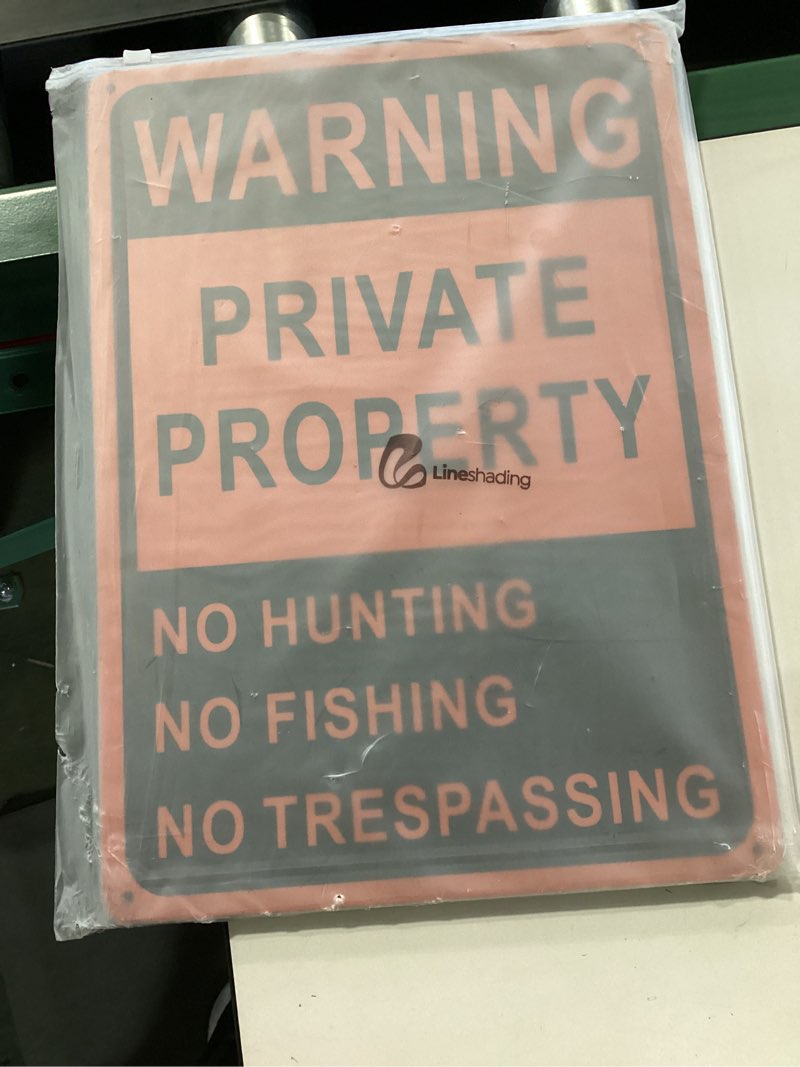 WARNING
PRIVATE
PROPERTY
Lineshading
NO HUNTING
NO FISHING
NO TRESPASSING